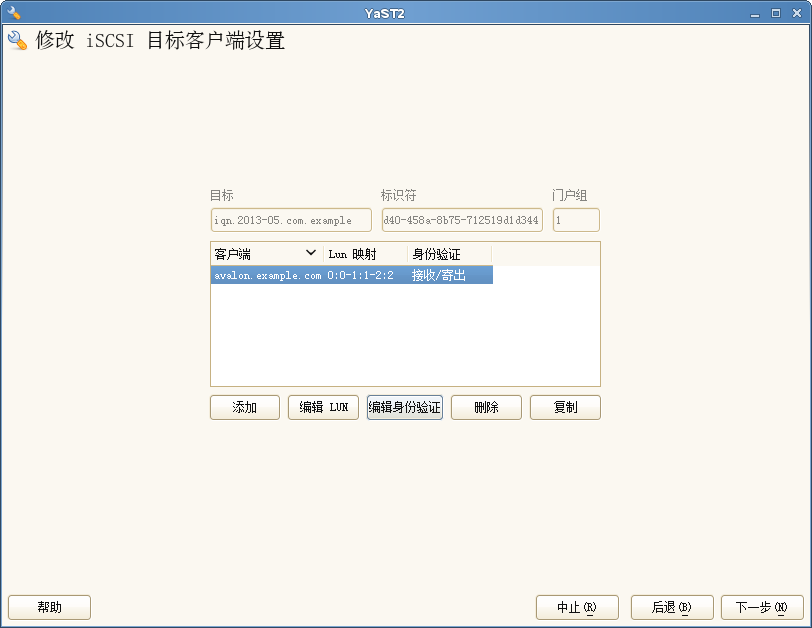 YaST2
修改 iSCSI 目标客户端设置
目标 标识符 门户组
iqn.2013-05.com.example d40-458a-8b75-712519d1d344 1
客户端 Lun 映射 身份验证
avalon.example.com 0:0-1:1-2:2 接收/寄出
添加 编辑 LUN 编辑身份验证 删除 复制
帮助 中止(R) 后退(B) 下一步(N)